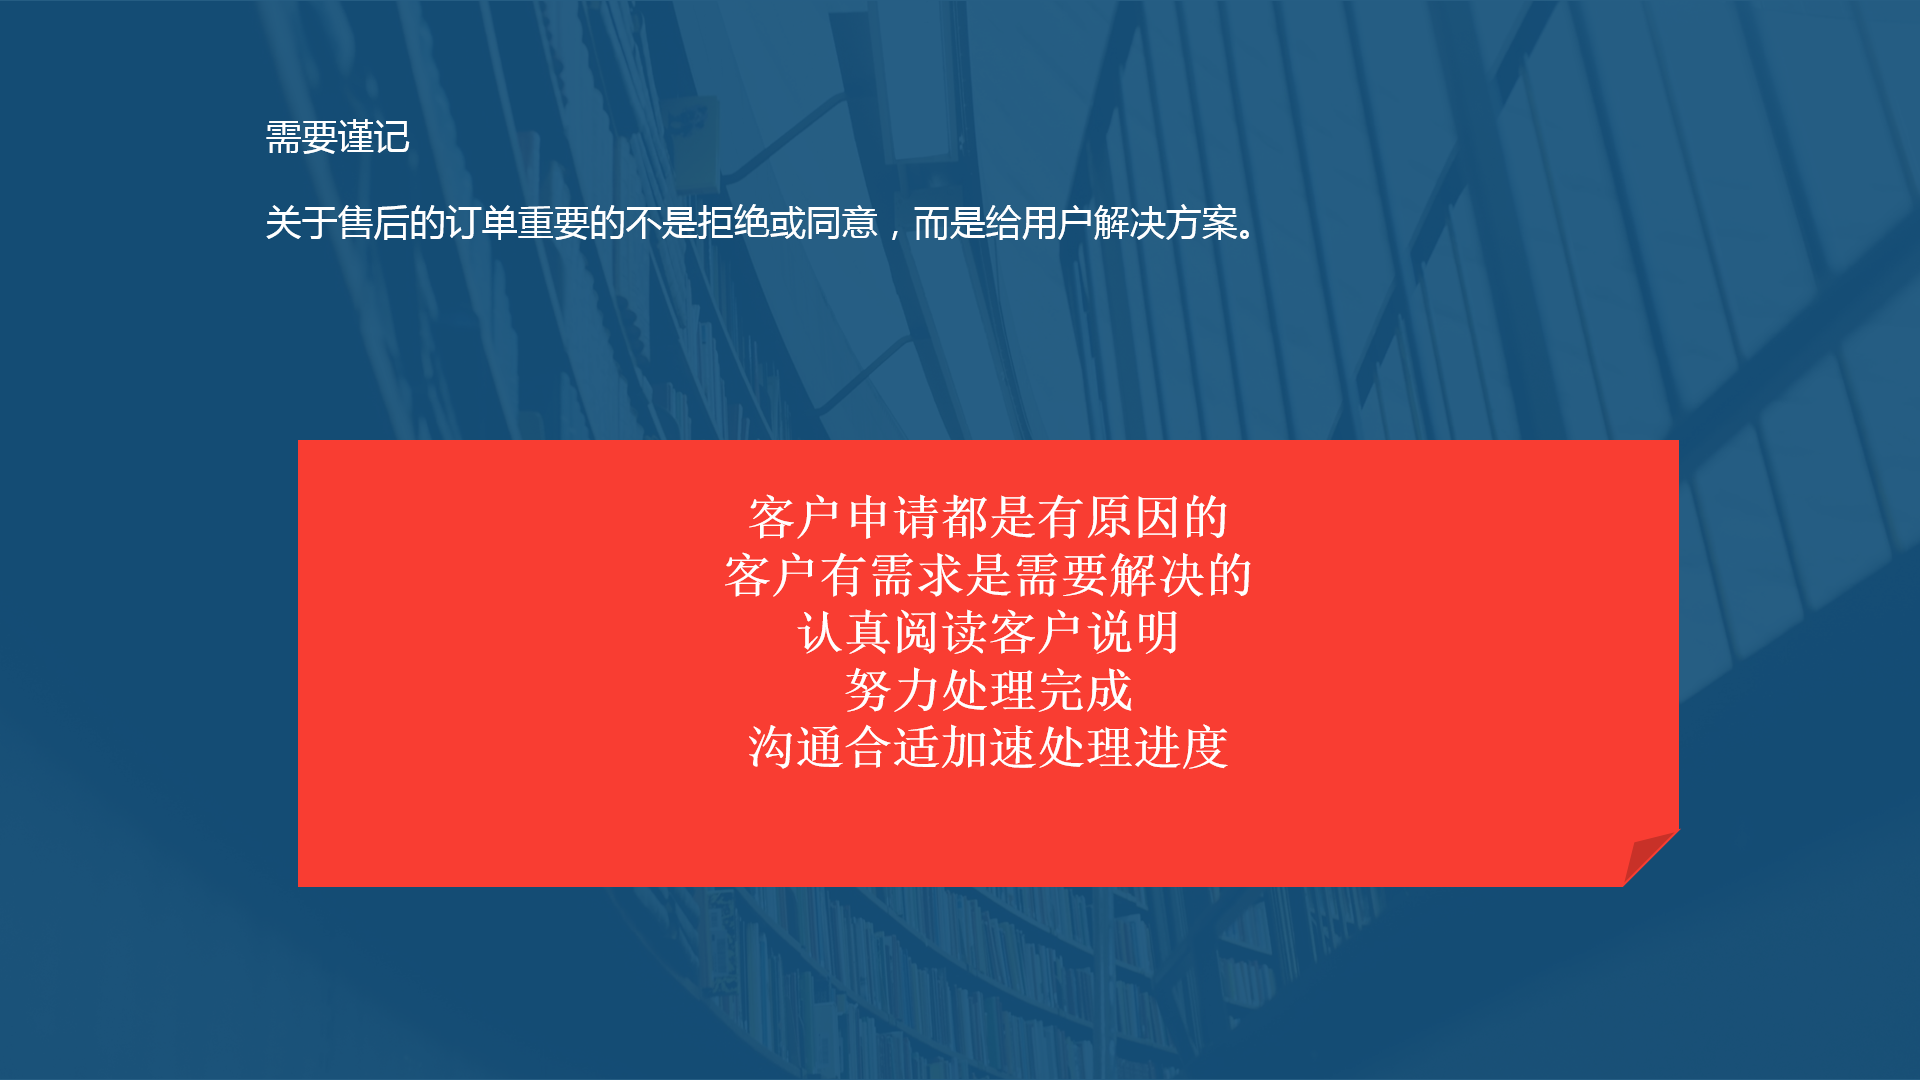 需要谨记
关于售后的订单重要的不是拒绝或同意，而是给用户解决方案。
客户申请都是有原因的
客户有需求是需要解决的
认真阅读客户说明
努力处理完成
沟通合适加速处理进度